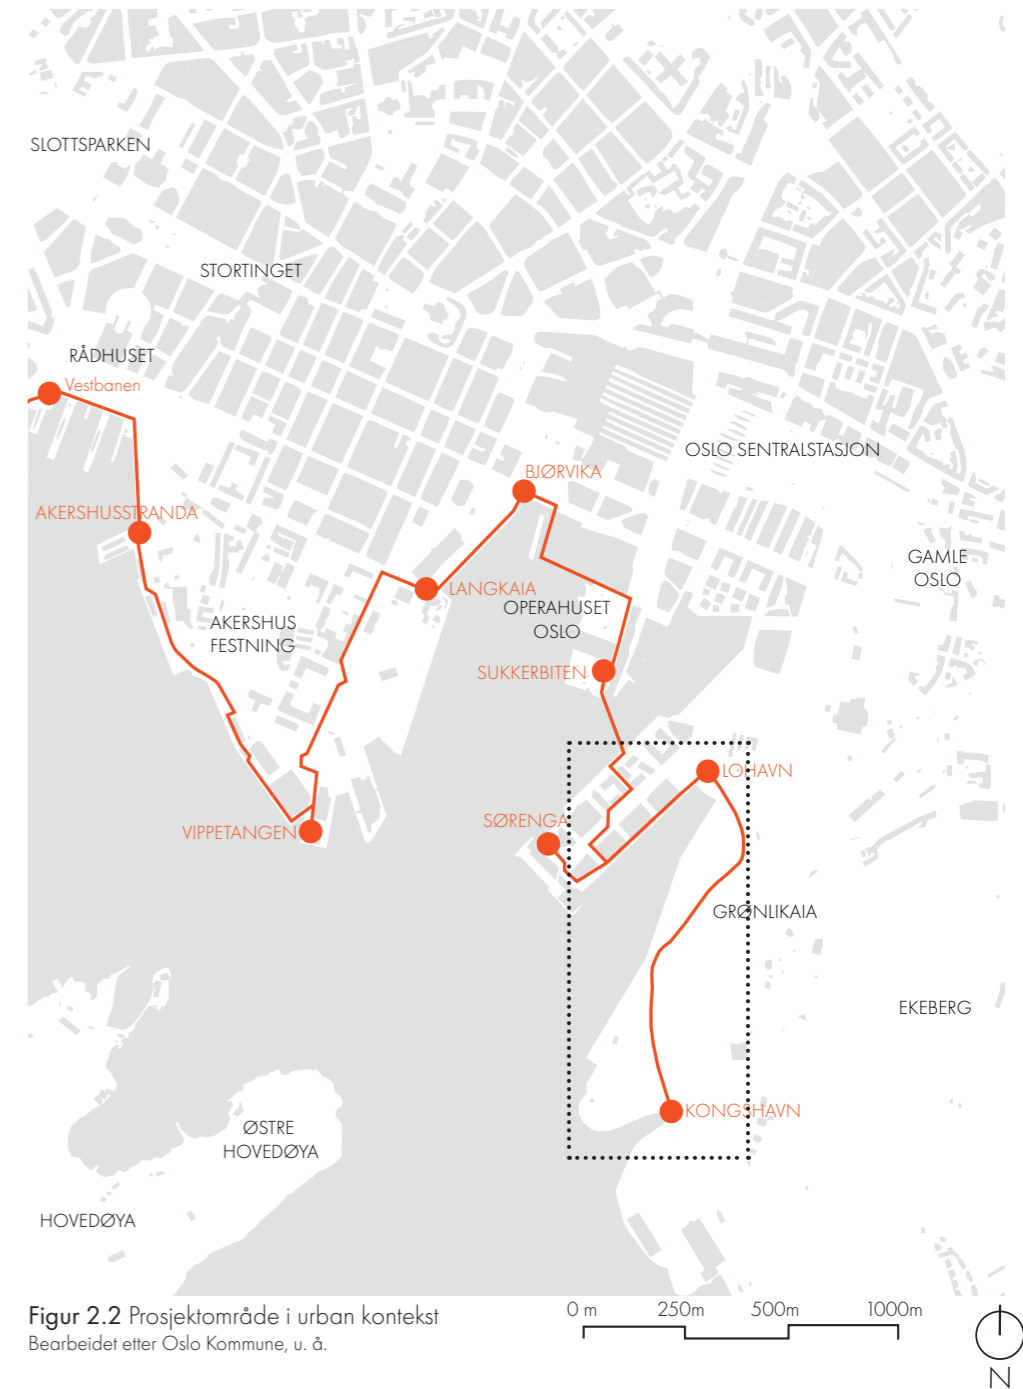 SLOTTSPARKEN
STORTINGET
RÅDHUSET
Vestbanen
OSLO SENTRALSTASJON
BJØRVIKA
AKERSHUSSTRANDA
GAMLE
OSLO
LANGKAIA
OPERAHUSET
OSLO
AKERSHUS
FESTNING
SUKKERBITEN
LOHAVN
SØRENGA
VIPPETANGEN
GRØNLIKAIA
EKEBERG
KONGSHAVN
ØSTRE
HOVEDØYA
HOVEDØYA
Figur 2.2 Prosjektområde i urban kontekst
Bearbeidet etter Oslo Kommune, u. å.
0 m 250m 500m 1000m
N